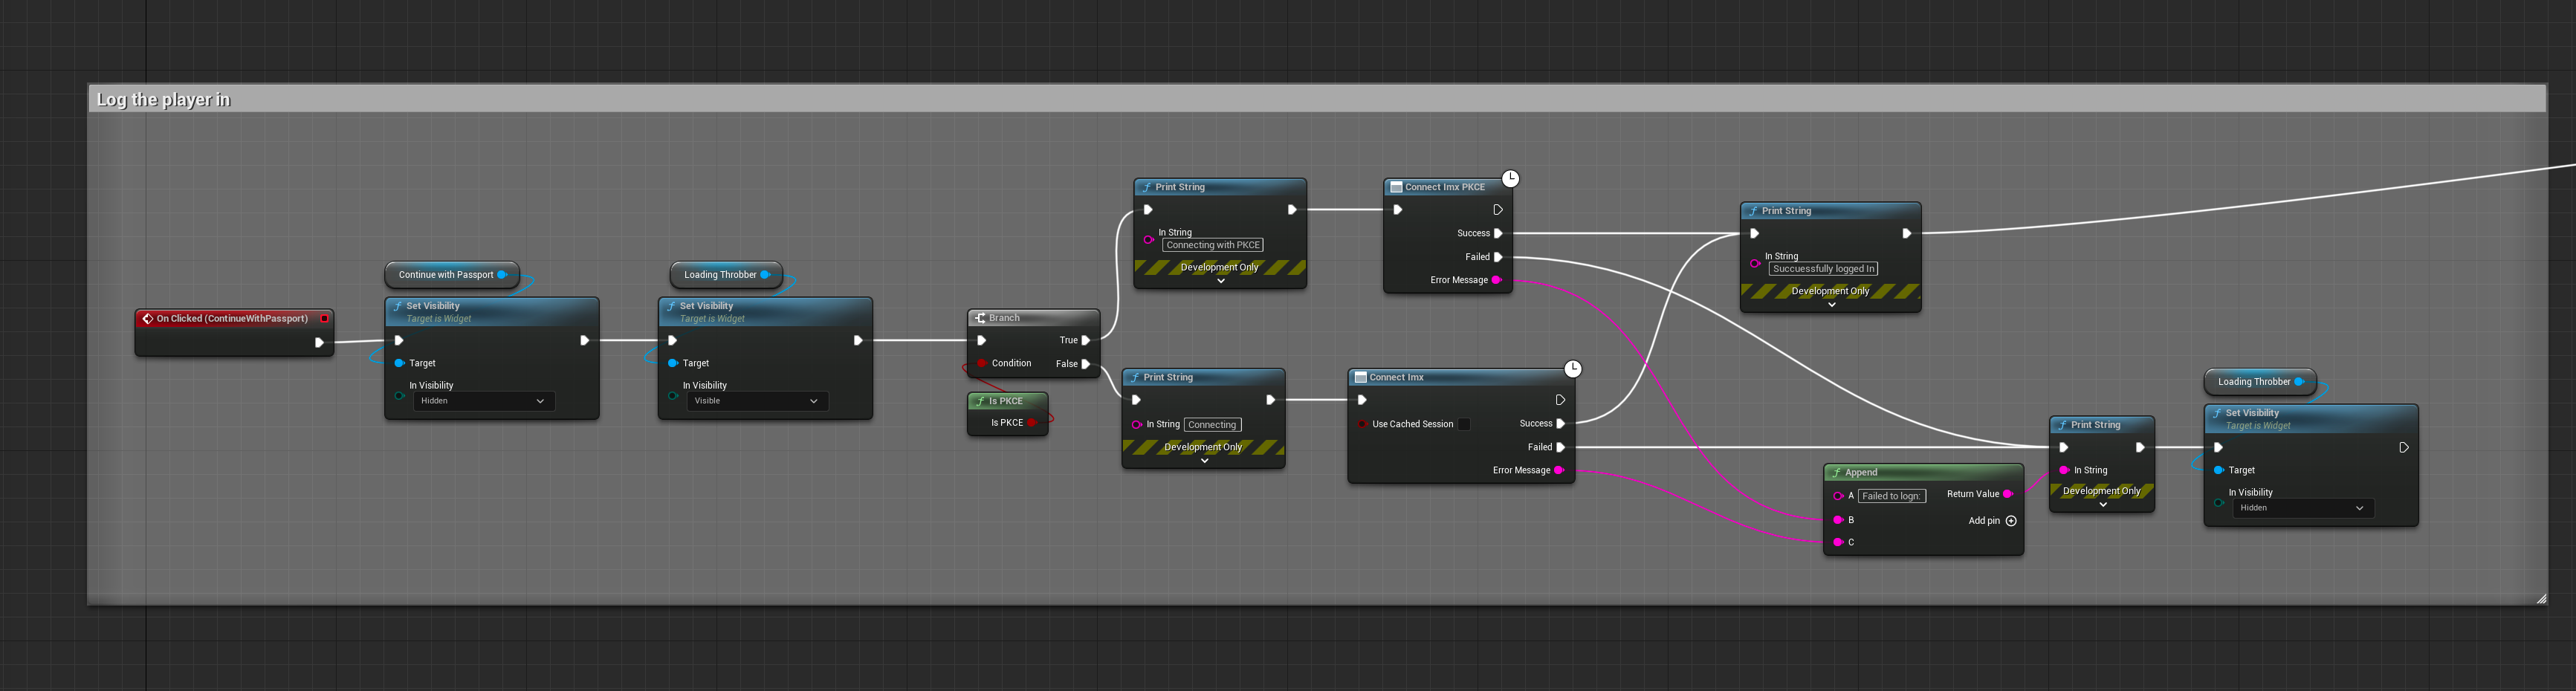 Log the player in
On Clicked (ContinueWithPassport)
Continue with Passport
Set Visibility
Target is Widget
Target
In Visibility
Hidden
Loading Throbber
Set Visibility
Target is Widget
Target
In Visibility
Visible
Branch
True
Condition
False
Is PKCE
Is PKCE
Print String
In String
Connecting with PKCE
Development Only
Connect Imx PKCE
Success
Failed
Error Message
Print String
In String Connecting
Development Only
Connect Imx
Use Cached Session
Success
Failed
Error Message
Print String
In String
Succuessfully logged In
Development Only
Append
A Failed to logn:
Return Value
B
Add pin
C
Print String
In String
Development Only
Loading Throbber
Set Visibility
Target is Widget
Target
In Visibility
Hidden